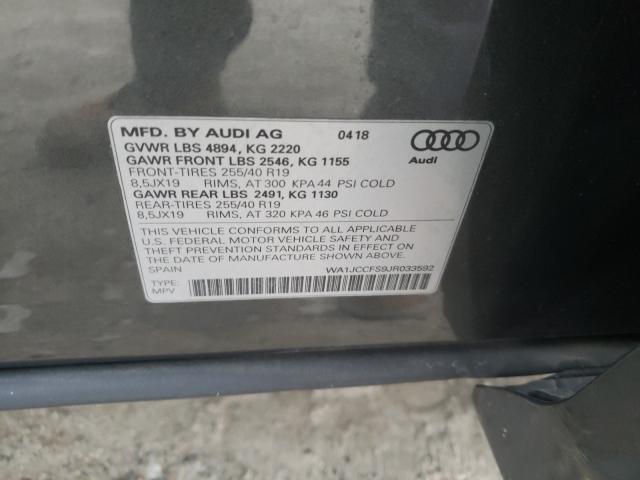 MFD. BY AUDI AG 04 18
GVWR LBS 4894, KG 2220
GAWR FRONT LBS 2546, KG 1155
FRONT-TIRES 255/40 R19
8,5JX19 RIMS, AT 300 KPA 44 PSI COLD
GAWR REAR LBS 2491, KG 1130
REAR-TIRES 255/40 R19
8,5JX19 RIMS, AT 320 KPA 46 PSI COLD
Audi
THIS VEHICLE CONFORMS TO ALL APPLICABLE
U.S. FEDERAL MOTOR VEHICLE SAFETY AND
THEFT PREVENTION STANDARDS IN EFFECT ON
THE DATE OF MANUFACTURE SHOWN ABOVE.
SPAIN WA1JCCFS9JR033592
TYPE:
MPV